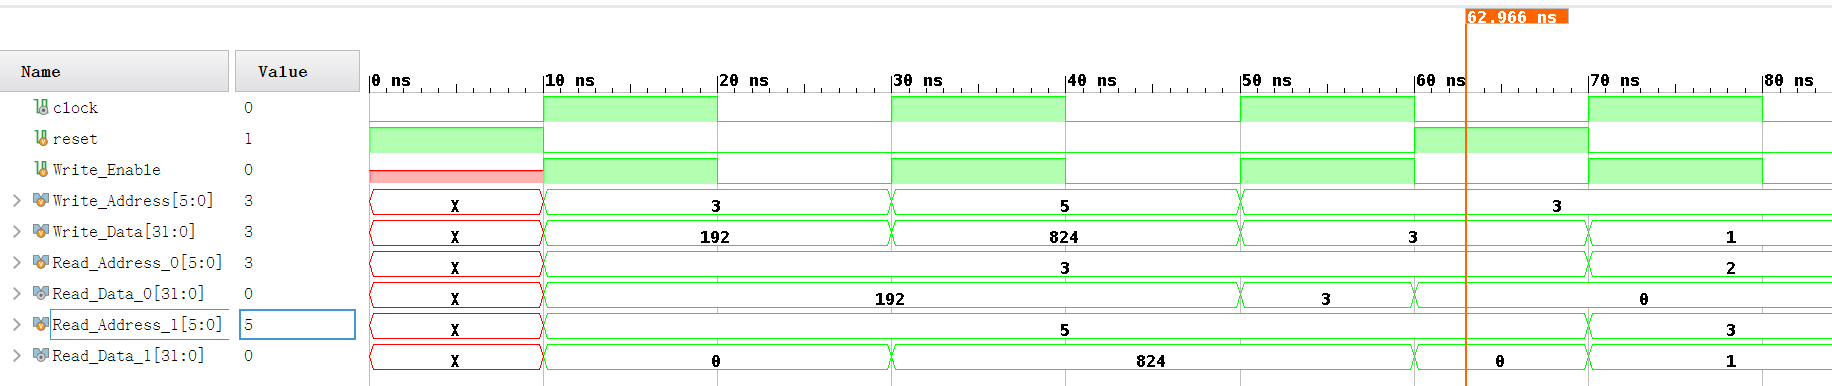 62.966 ns
Name Value 0 ns 10 ns 20 ns 30 ns 40 ns 50 ns 60 ns 70 ns 80 ns
clock 0
reset 1
Write_Enable 0
Write_Address[5:0] 3 X 3 5 3
Write_Data[31:0] 3 X 192 824 3 1
Read_Address_0[5:0] 3 X 3 2
Read_Data_0[31:0] 0 X 192 3 0
Read_Address_1[5:0] 5 X 5 3
Read_Data_1[31:0] 0 X 0 824 0 1